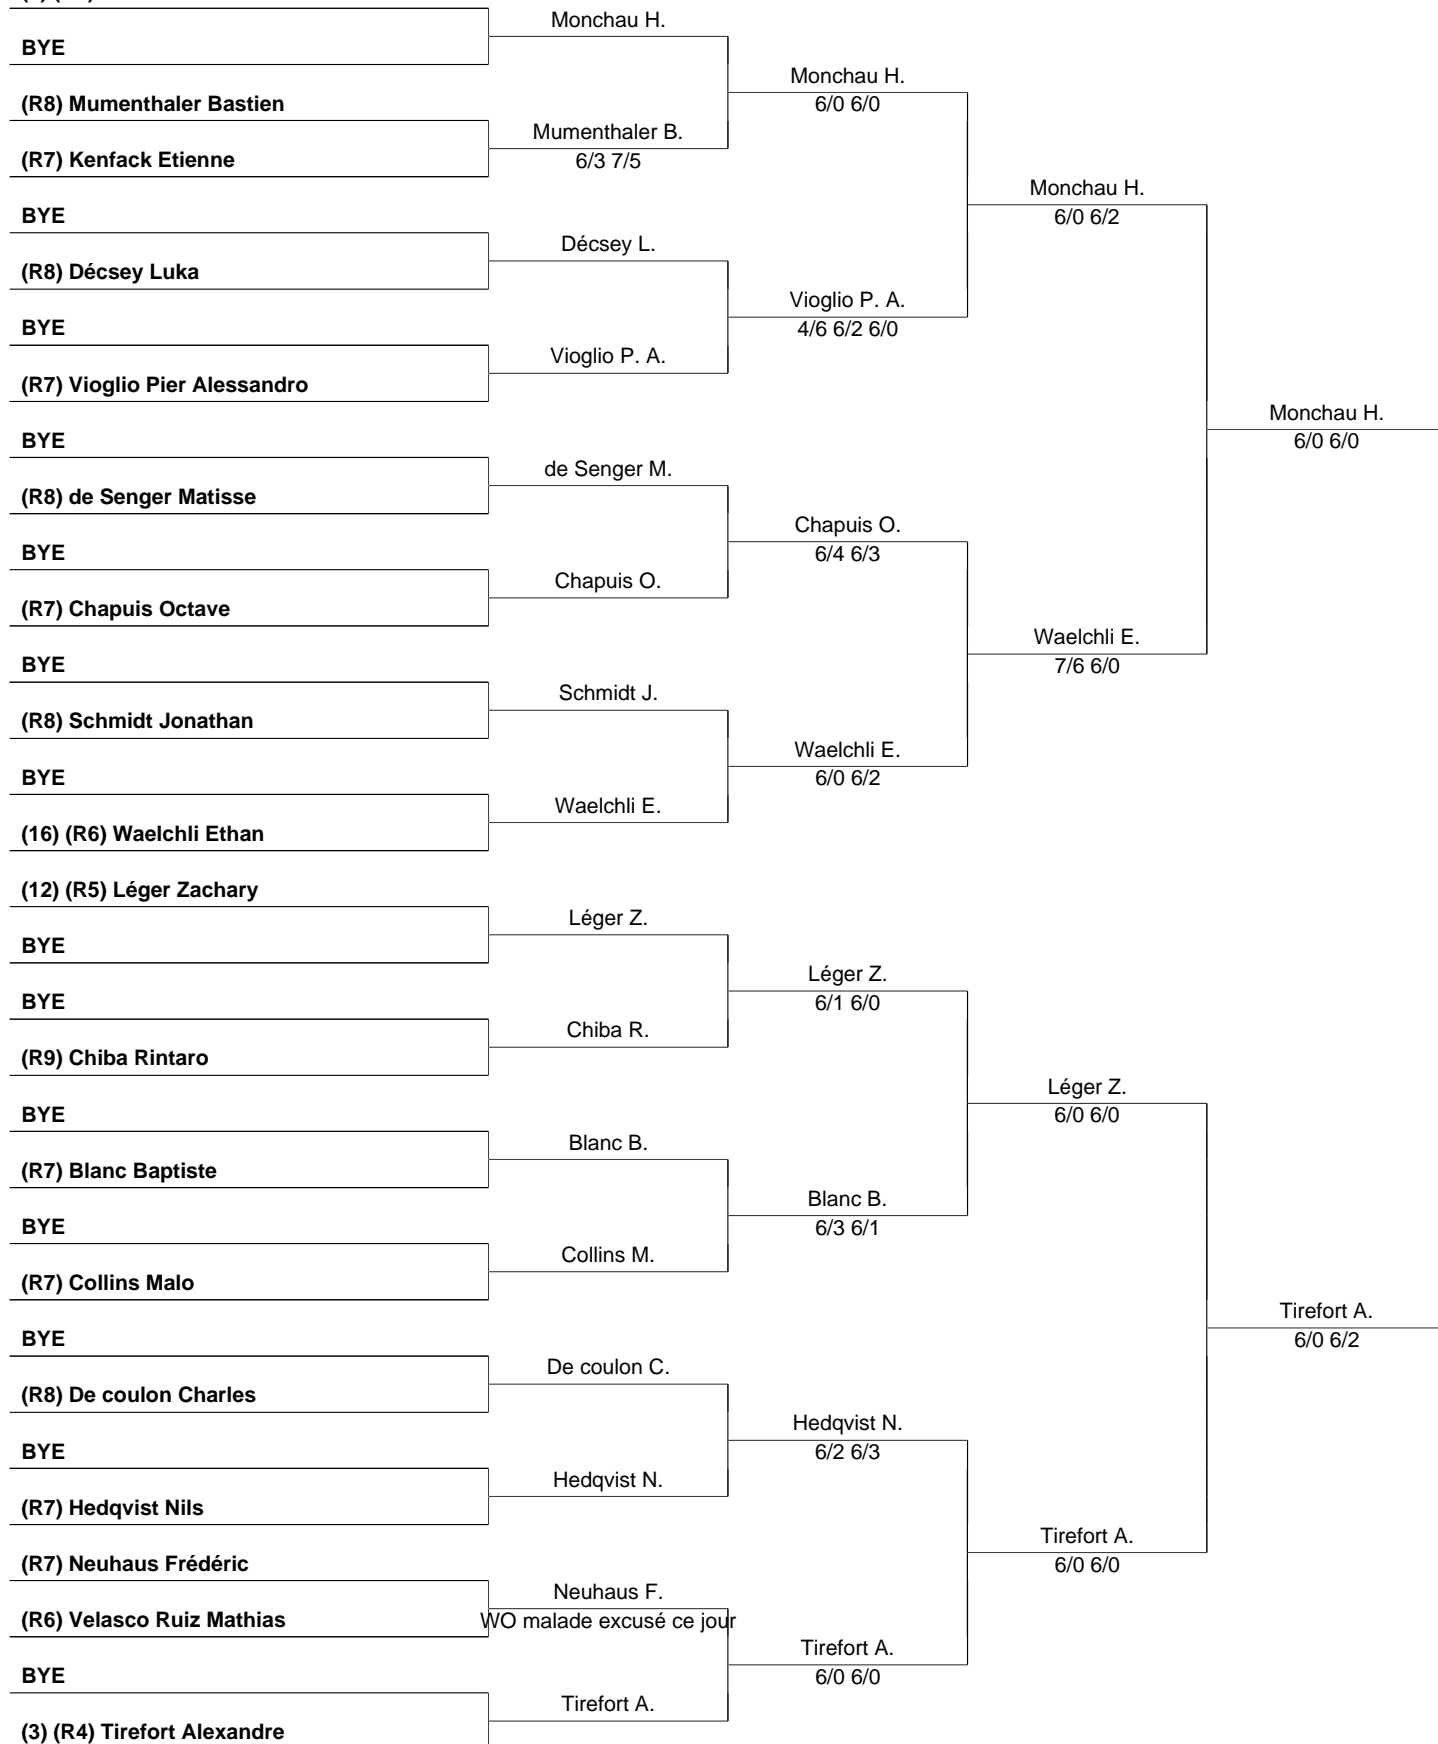 BYE
(R8) Mumenthaler Bastien
(R7) Kenfack Etienne
BYE
(R8) Décsey Luka
BYE
(R7) Vioglio Pier Alessandro
BYE
(R8) de Senger Matisse
BYE
(R7) Chapuis Octave
BYE
(R8) Schmidt Jonathan
BYE
(16) (R6) Waelchli Ethan
(12) (R5) Léger Zachary
BYE
BYE
(R9) Chiba Rintaro
BYE
(R7) Blanc Baptiste
BYE
(R7) Collins Malo
BYE
(R8) De coulon Charles
BYE
(R7) Hedqvist Nils
(R7) Neuhaus Frédéric
(R6) Velasco Ruiz Mathias
BYE
(3) (R4) Tirefort Alexandre
Monchau H.
Mumenthaler B.
6/3 7/5
Décsey L.
Vioglio P. A.
de Senger M.
Chapuis O.
Schmidt J.
Waelchli E.
Léger Z.
Chiba R.
Blanc B.
Collins M.
De coulon C.
Hedqvist N.
Neuhaus F.
WO malade excusé ce jour
Tirefort A.
Monchau H.
6/0 6/0
Vioglio P. A.
4/6 6/2 6/0
Chapuis O.
6/4 6/3
Waelchli E.
6/0 6/2
Léger Z.
6/1 6/0
Blanc B.
6/3 6/1
Hedqvist N.
6/2 6/3
Tirefort A.
6/0 6/0
Monchau H.
6/0 6/2
Waelchli E.
7/6 6/0
Léger Z.
6/0 6/0
Tirefort A.
6/0 6/0
Monchau H.
6/0 6/0
Tirefort A.
6/0 6/2